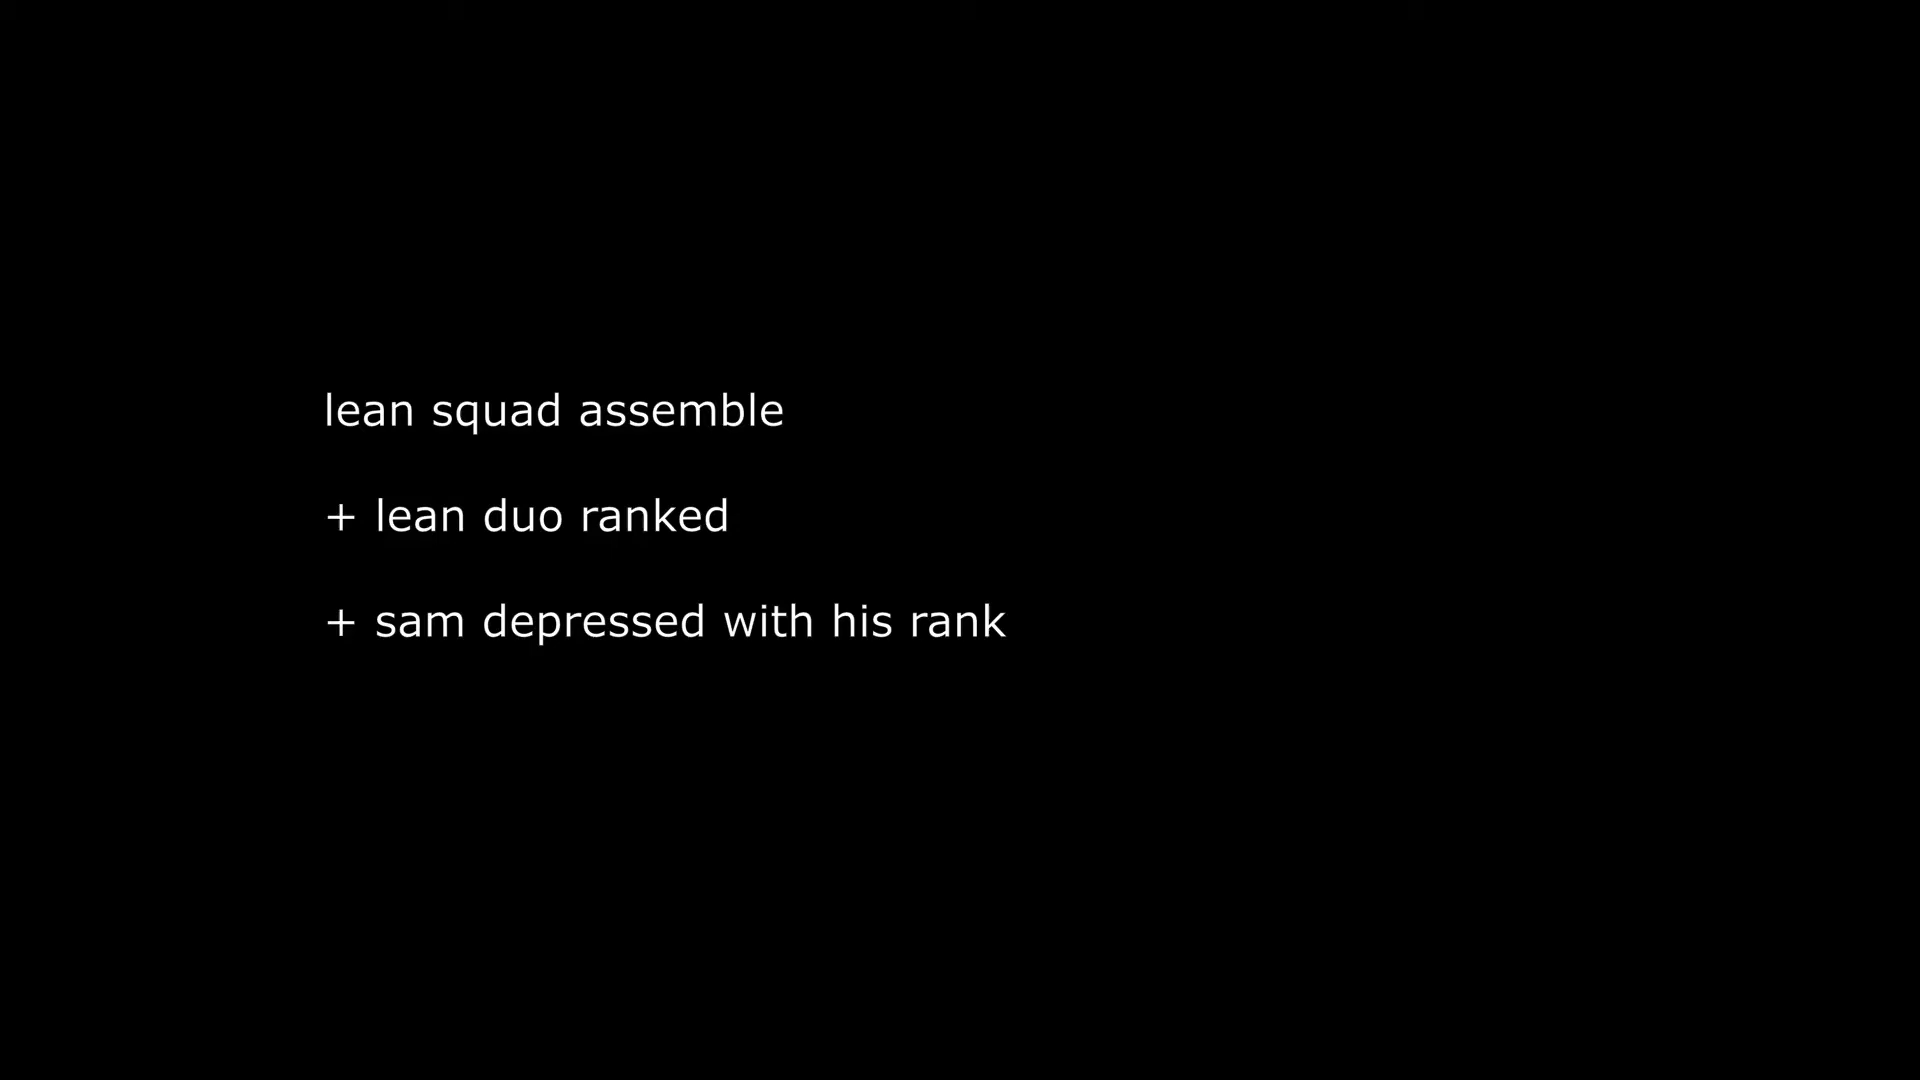 lean squad assemble
+ lean duo ranked
+ sam depressed with his rank